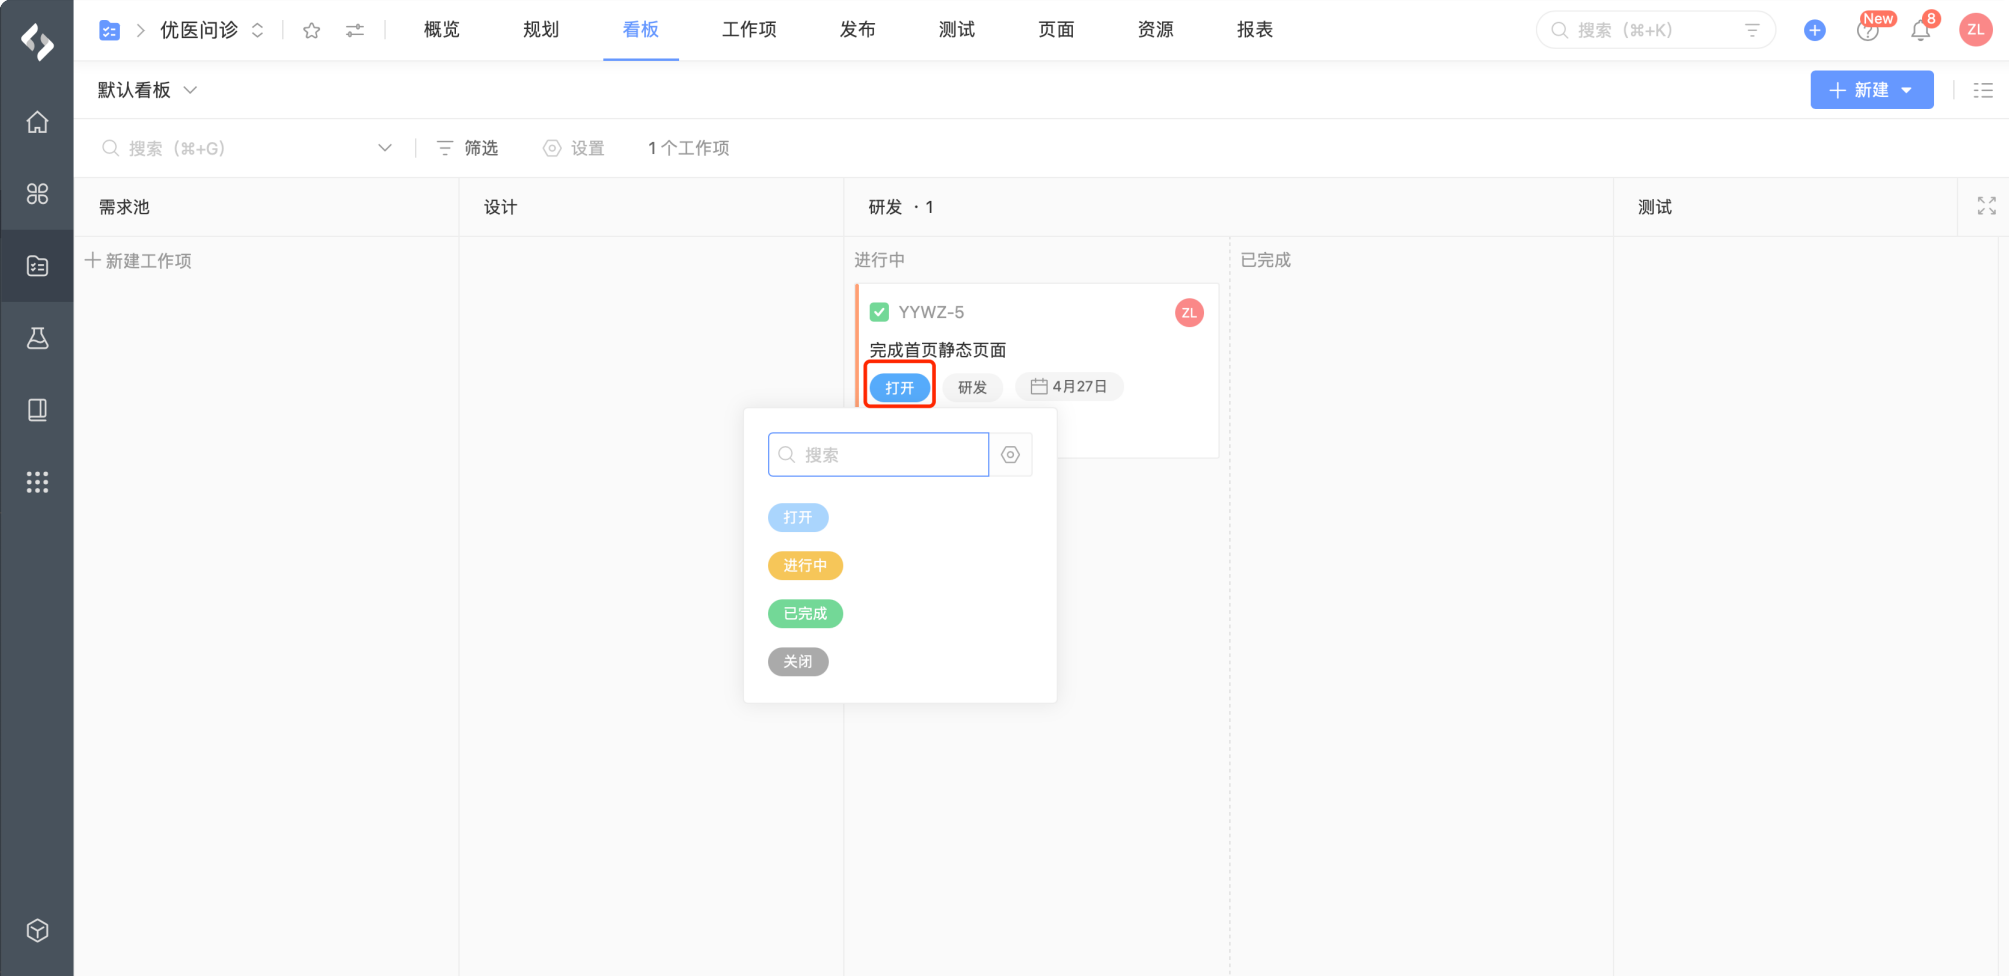 优医问诊 概览 规划 看板 工作项 发布 测试 页面 资源 报表 搜索（⌘+K） New 8 ZL
默认看板 新建
搜索（⌘+G） 筛选 设置 1 个工作项
需求池 设计 研发 · 1 测试
新建工作项 进行中 已完成
YYWZ-5 ZL
完成首页静态页面
打开 研发 4月27日
搜索
打开
进行中
已完成
关闭